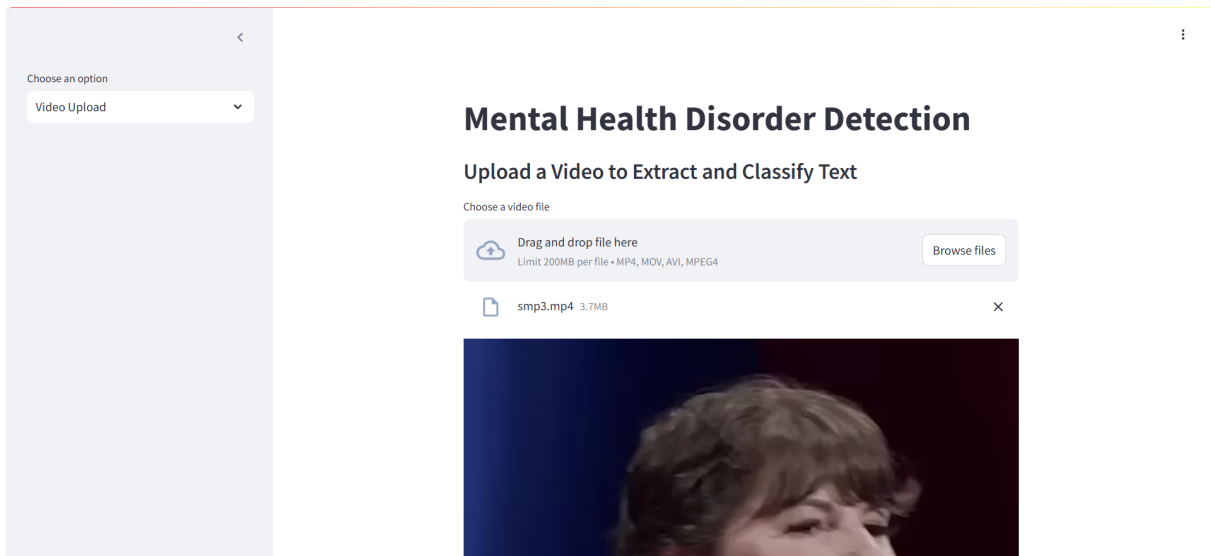 Choose an option
Video Upload
Mental Health Disorder Detection
Upload a Video to Extract and Classify Text
Choose a video file
Drag and drop file here
Limit 200MB per file • MP4, MOV, AVI, MPEG4
Browse files
smp3.mp4 3.7MB